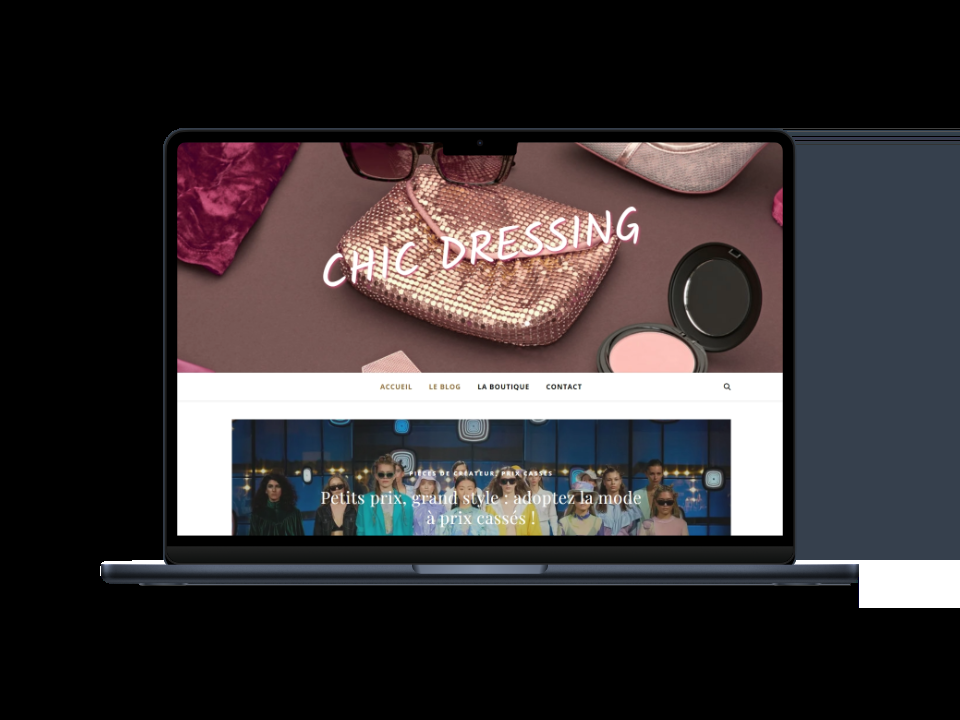 CHIC DRESSING
ACCUEIL LE BLOG LA BOUTIQUE CONTACT
PIÈCES DE CRÉATEUR, PRIX CASSÉS
Petits prix, grand style : adoptez la mode
à prix cassés !